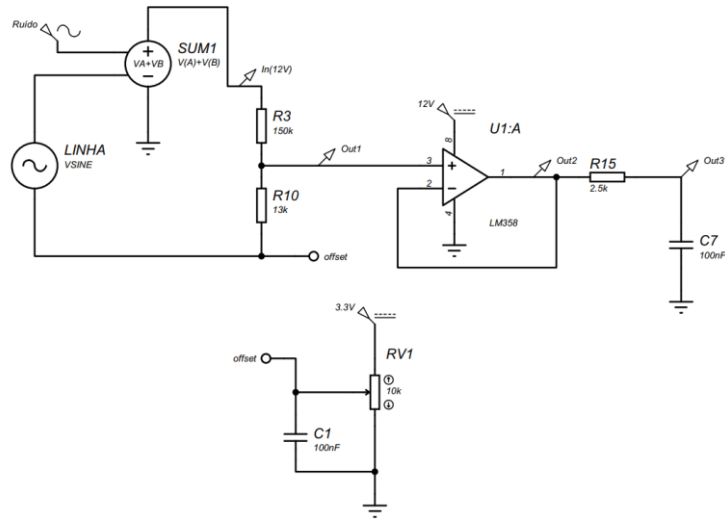 Ruído
VA+VB
SUM1
V(A)+V(B)
In(12V)
LINHA
VSINE
R3
150k
Out1
R10
13k
offset
12V
U1:A
8
3
2
1
4
LM358
Out2
R15
2.5k
Out3
C7
100nF
3.3V
offset
RV1
10k
C1
100nF